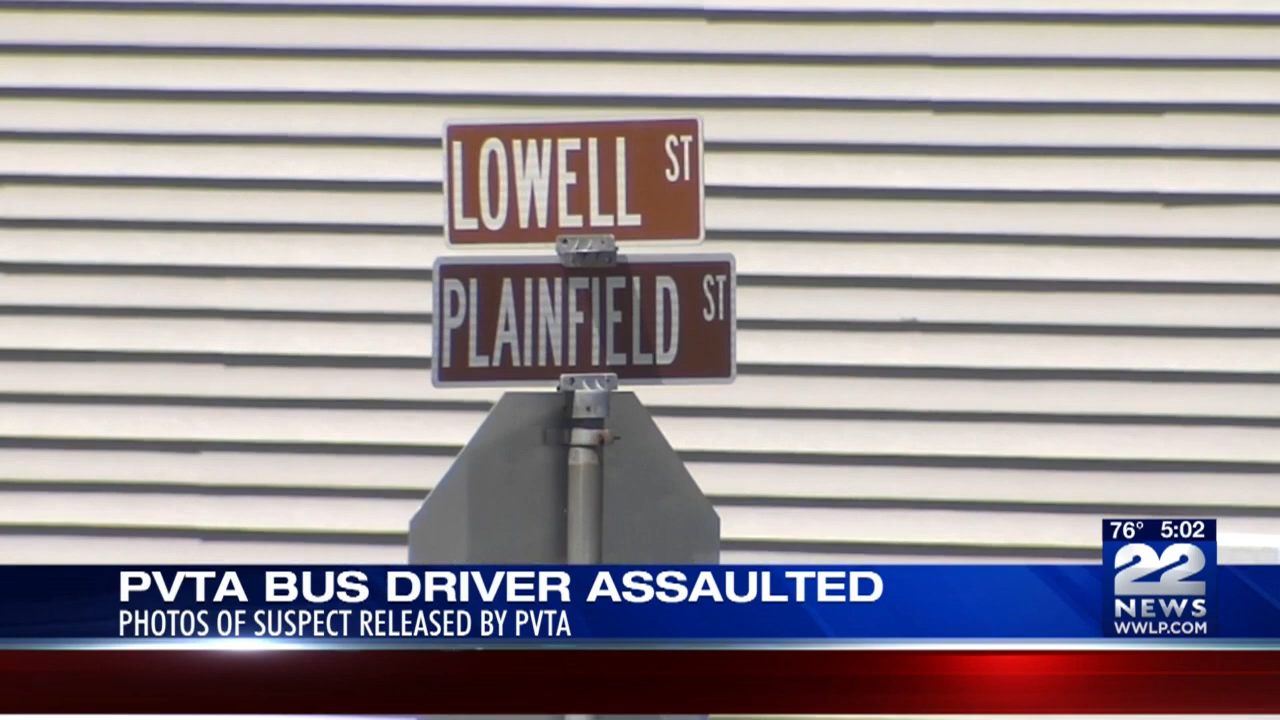 LOWELL ST
PLAINFIELD ST
76° 5:02
22
NEWS
WWLP.COM
PVTA BUS DRIVER ASSAULTED
PHOTOS OF SUSPECT RELEASED BY PVTA